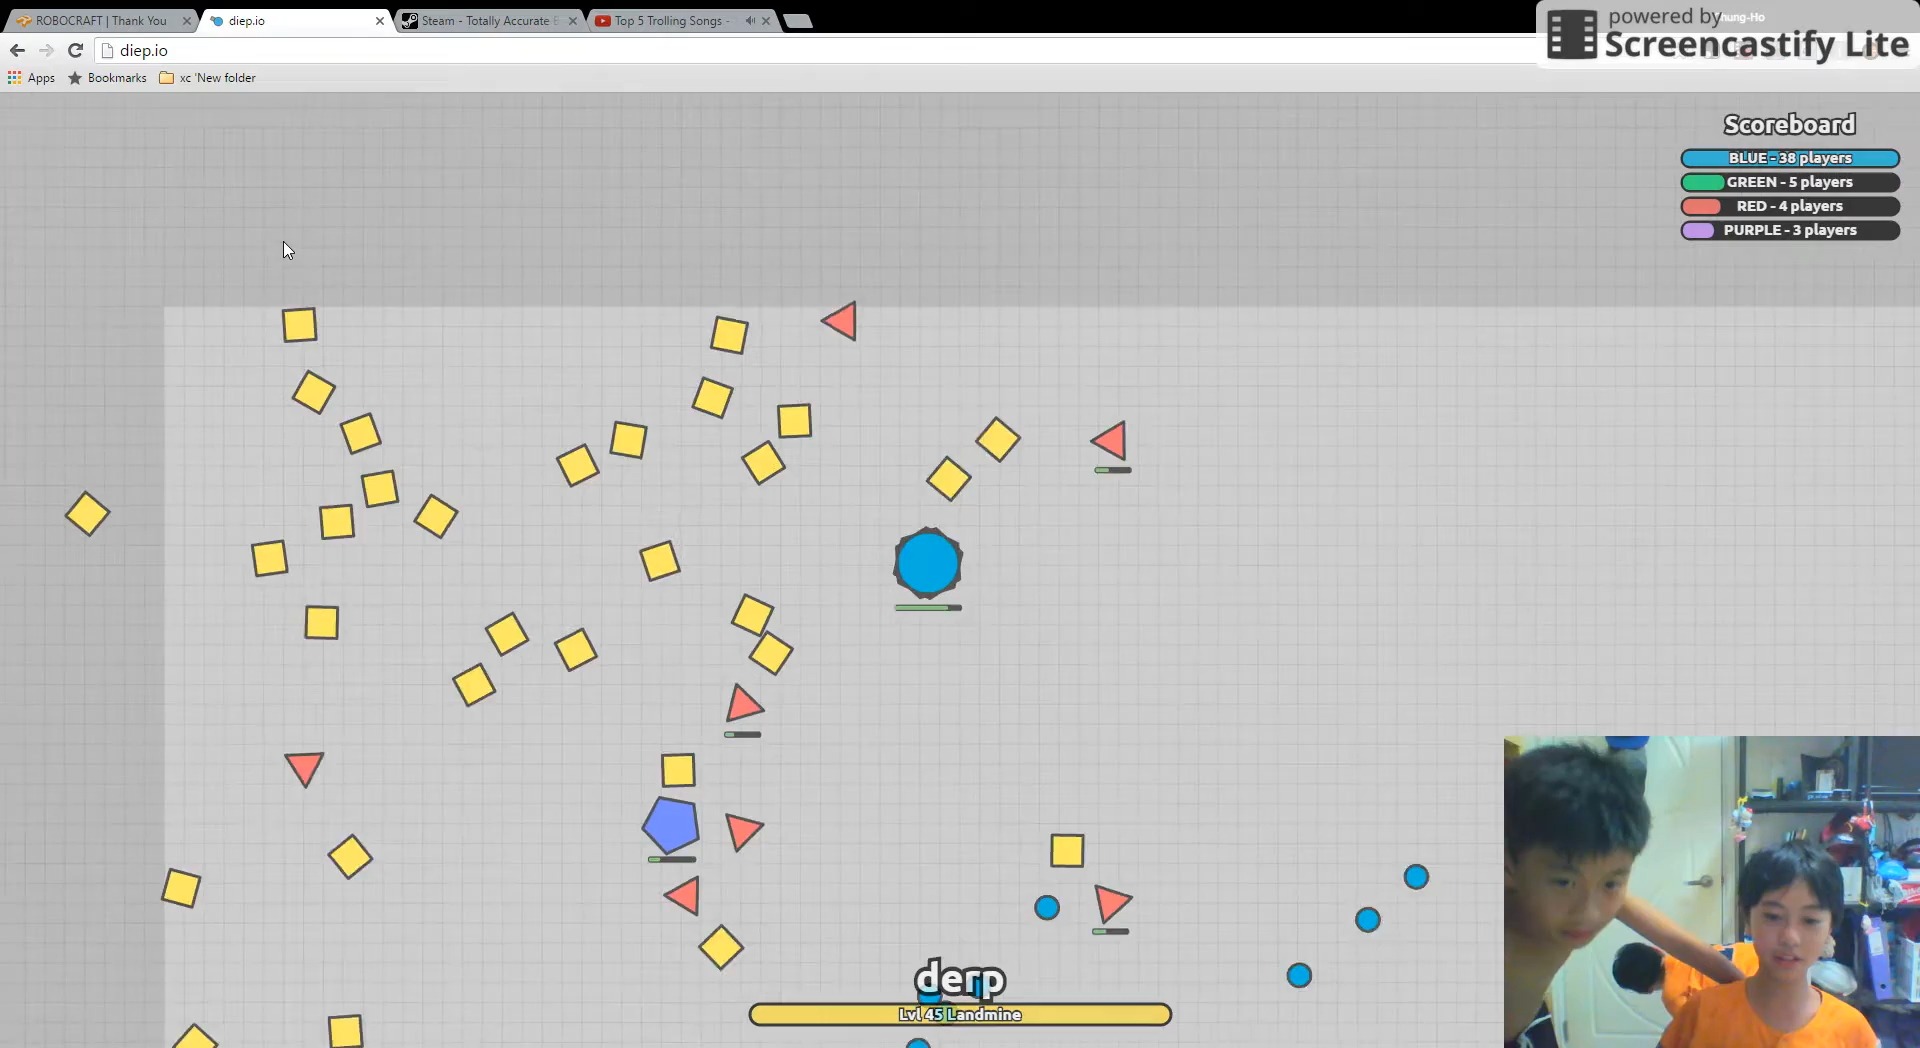 ROBOCRAFT | Thank You
diep.io
Steam - Totally Accurate
Top 5 Trolling Songs -
powered by
hung-Ho
Screencastify Lite
diep.io
Apps
Bookmarks
xc 'New folder
Scoreboard
BLUE - 38 players
GREEN - 5 players
RED - 4 players
PURPLE - 3 players
derp
Lvl 45 Landmine